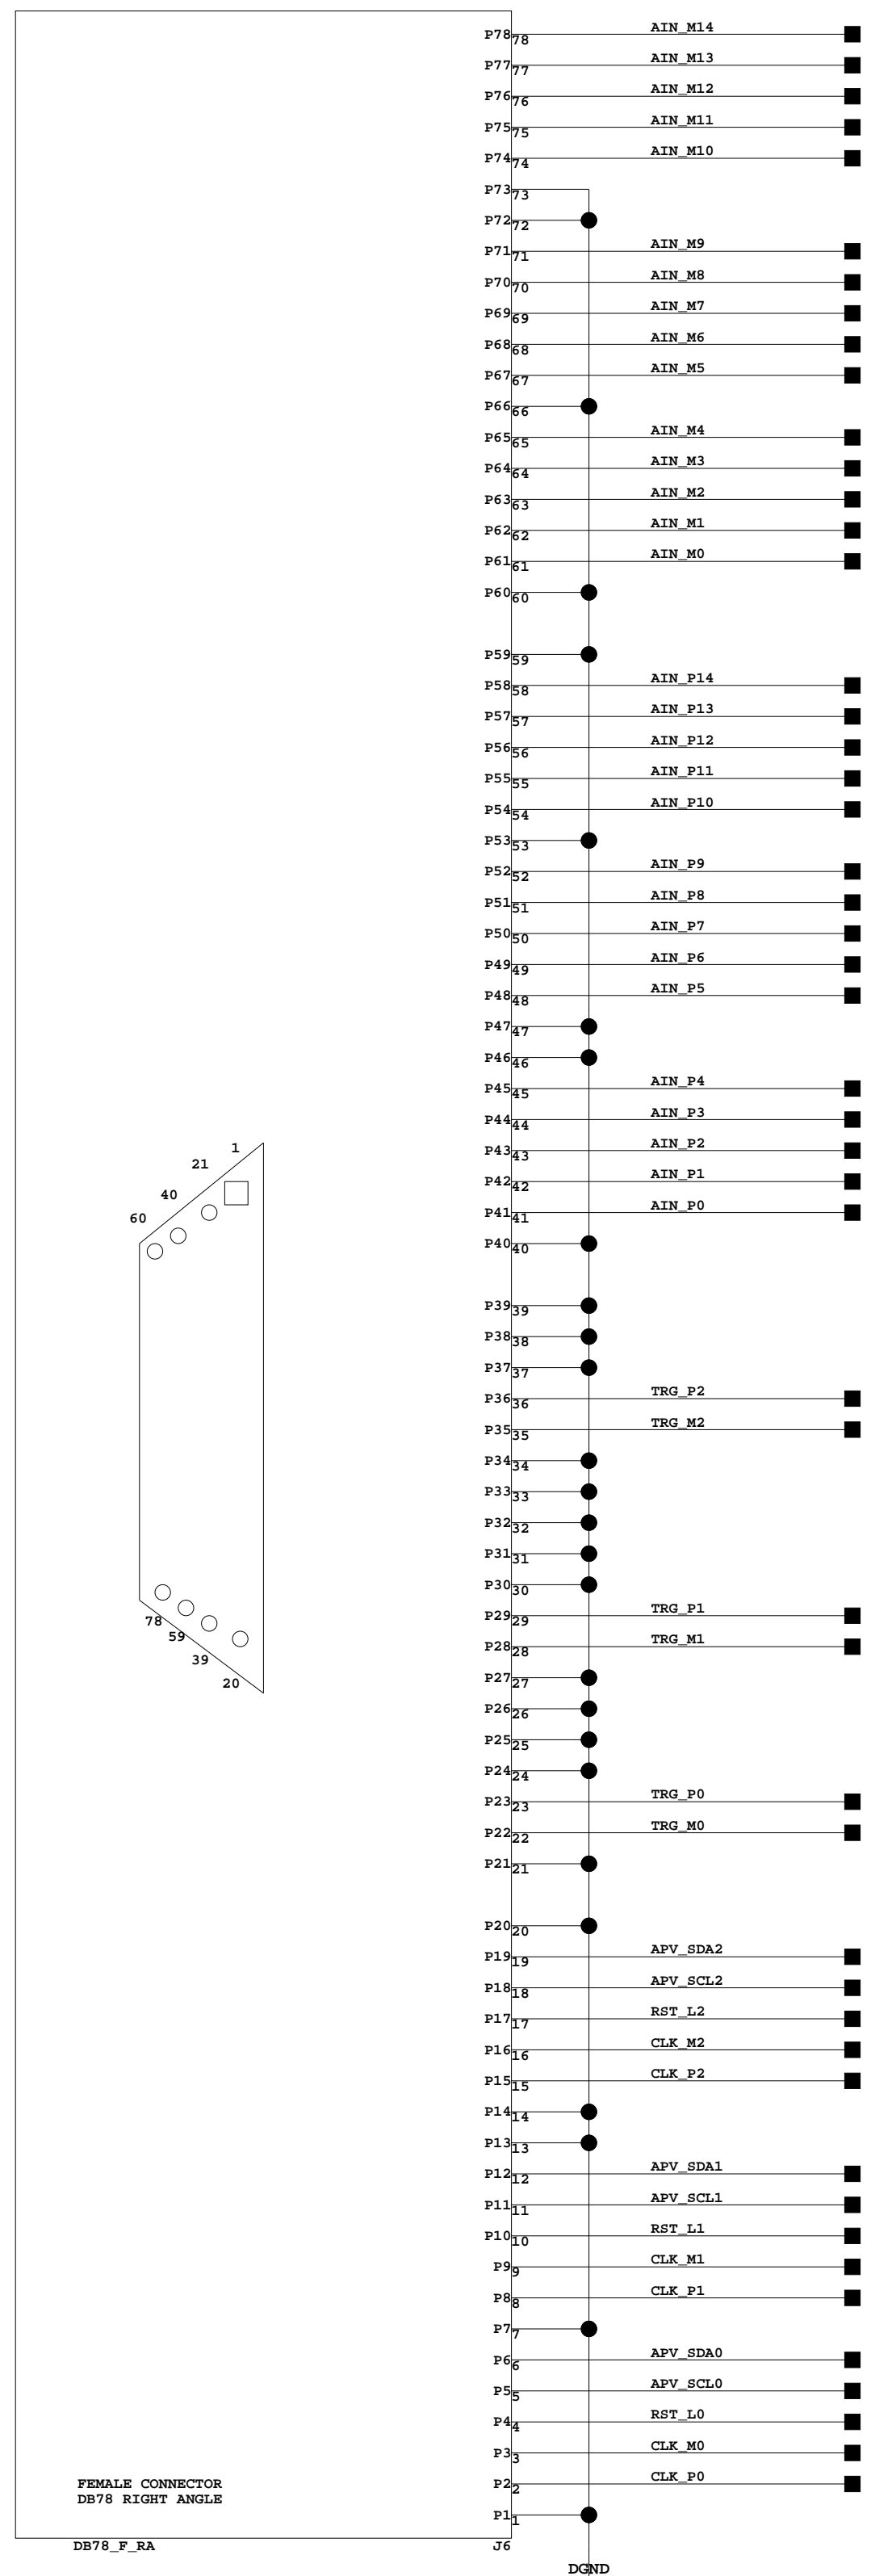 P78 78 AIN_M14
P77 77 AIN_M13
P76 76 AIN_M12
P75 75 AIN_M11
P74 74 AIN_M10
P73 73
P72 72
P71 71 AIN_M9
P70 70 AIN_M8
P69 69 AIN_M7
P68 68 AIN_M6
P67 67 AIN_M5
P66 66
P65 65 AIN_M4
P64 64 AIN_M3
P63 63 AIN_M2
P62 62 AIN_M1
P61 61 AIN_M0
P60 60
P59 59
P58 58 AIN_P14
P57 57 AIN_P13
P56 56 AIN_P12
P55 55 AIN_P11
P54 54 AIN_P10
P53 53
P52 52 AIN_P9
P51 51 AIN_P8
P50 50 AIN_P7
P49 49 AIN_P6
P48 48 AIN_P5
P47 47
P46 46
P45 45 AIN_P4
P44 44 AIN_P3
P43 43 AIN_P2
P42 42 AIN_P1
P41 41 AIN_P0
P40 40
P39 39
P38 38
P37 37
P36 36 TRG_P2
P35 35 TRG_M2
P34 34
P33 33
P32 32
P31 31
P30 30
P29 29 TRG_P1
P28 28 TRG_M1
P27 27
P26 26
P25 25
P24 24
P23 23 TRG_P0
P22 22 TRG_M0
P21 21
P20 20
P19 19 APV_SDA2
P18 18 APV_SCL2
P17 17 RST_L2
P16 16 CLK_M2
P15 15 CLK_P2
P14 14
P13 13
P12 12 APV_SDA1
P11 11 APV_SCL1
P10 10 RST_L1
P9 9 CLK_M1
P8 8 CLK_P1
P7 7
P6 6 APV_SDA0
P5 5 APV_SCL0
P4 4 RST_L0
P3 3 CLK_M0
P2 2 CLK_P0
P1 1
1
21
40
60
78
59
39
20
FEMALE CONNECTOR
DB78 RIGHT ANGLE
DB78_F_RA
J6
DGND